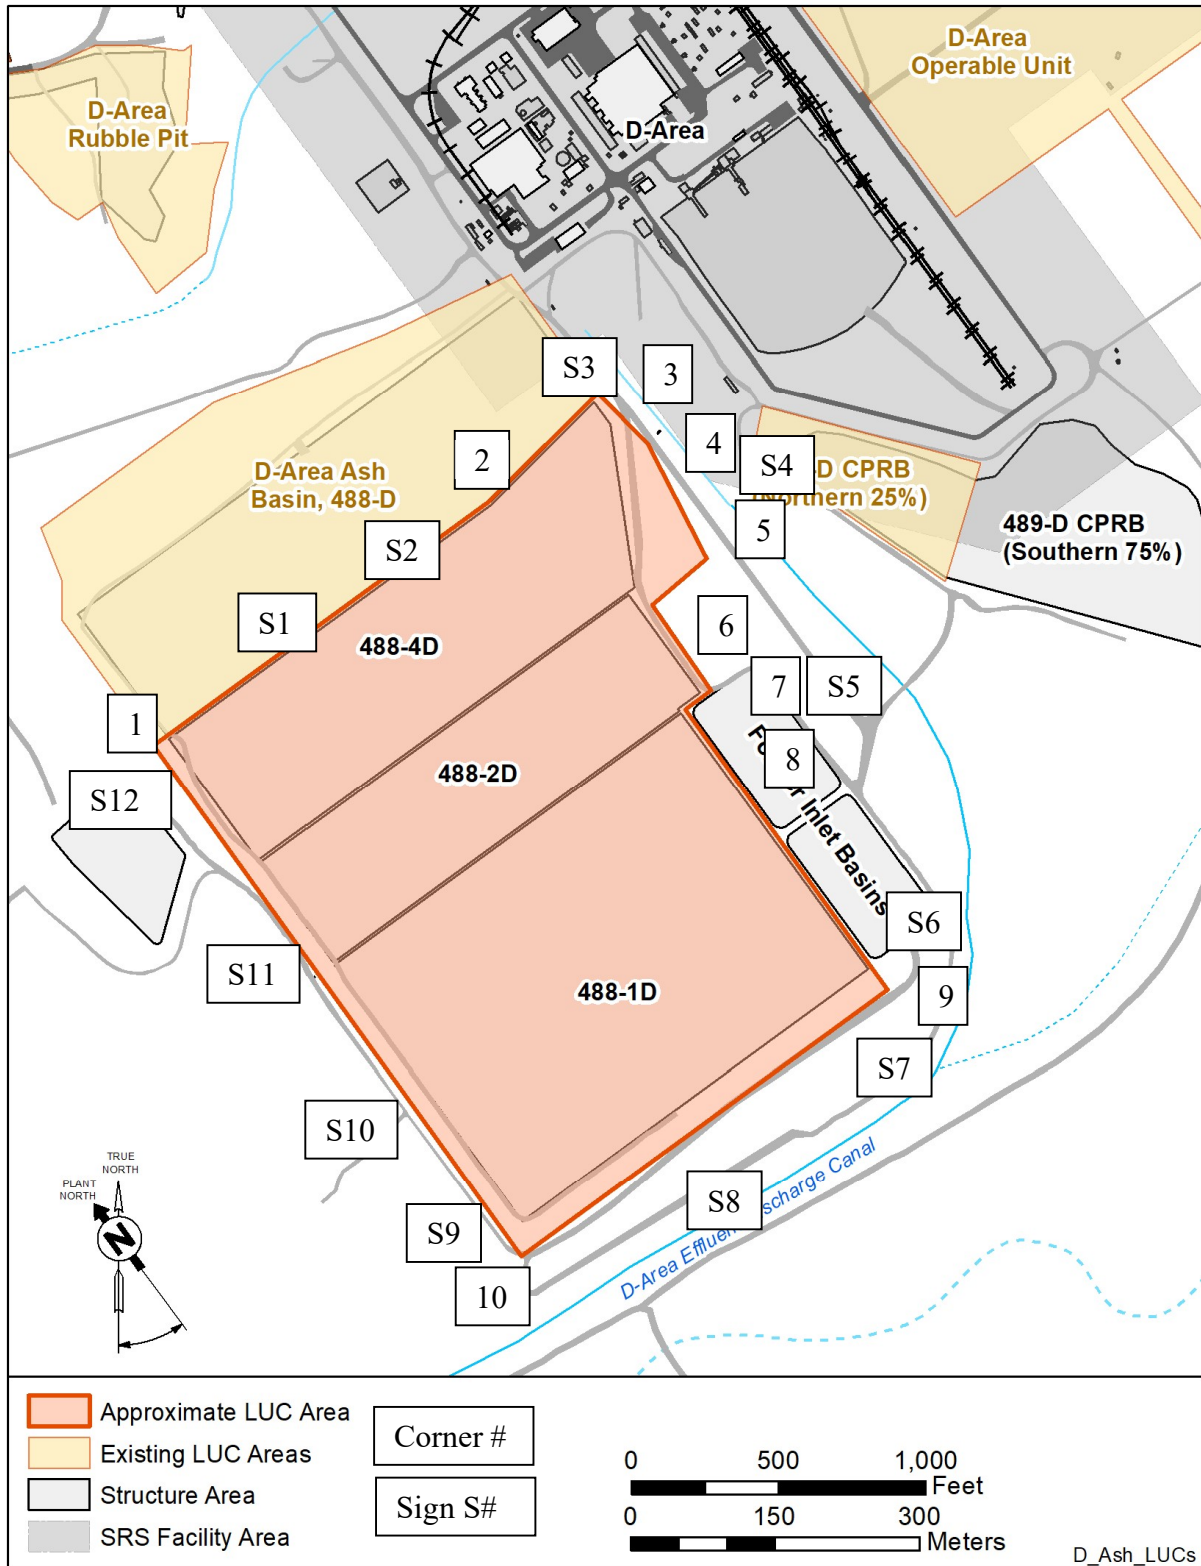 D-Area
Operable Unit
D-Area
Rubble Pit
D-Area
S3
3
4
2
S4
D CPRB
(Northern 25%)
D-Area Ash
Basin, 488-D
5
489-D CPRB
(Southern 75%)
S2
S1
6
488-4D
7
S5
1
8
488-2D
S12
Inlet Basins
S6
S11
488-1D
9
S7
S10
TRUE
NORTH
PLANT
NORTH
N
S8
S9
D-Area Effluen
scharge Canal
10
Approximate LUC Area
Existing LUC Areas
Structure Area
SRS Facility Area
Corner #
Sign S#
0 500 1,000
Feet
0 150 300
Meters
D_Ash_LUCs